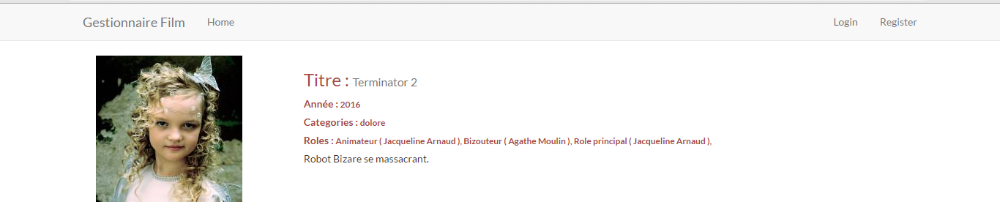 Gestionnaire Film Home Login Register
Titre : Terminator 2
Année : 2016
Categories : dolore
Roles : Animateur ( Jacqueline Arnaud ), Bizouteur ( Agathe Moulin ), Role principal ( Jacqueline Arnaud ),
Robot Bizare se massacrant.